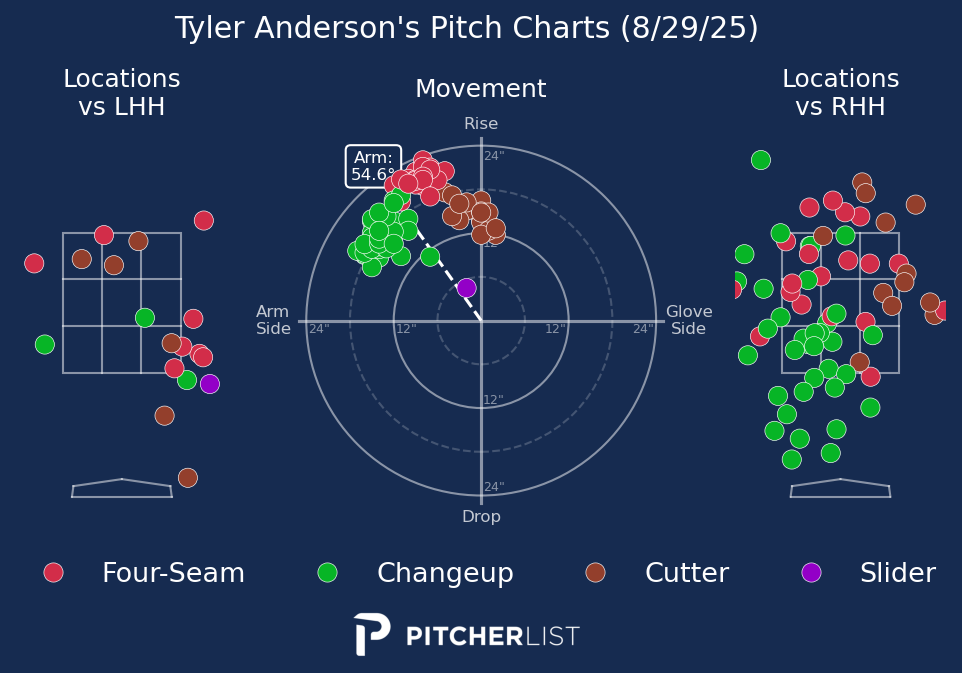 Tyler Anderson's Pitch Charts (8/29/25)
Locations
vs LHH
Movement
Locations
vs RHH
Rise
24"
Arm:
54.6°
12"
Arm
Side
24"
12"
12"
24"
Glove
Side
12"
24"
Drop
Four-Seam
Changeup
Cutter
Slider
PITCHERLIST